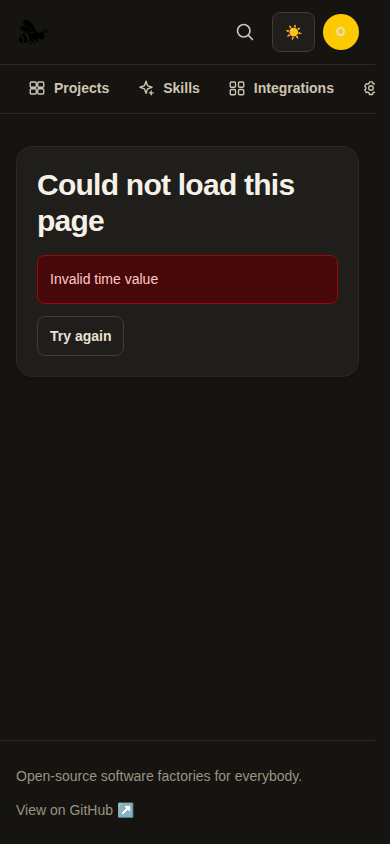 O
Projects
Skills
Integrations
Could not load this
page
Invalid time value
Try again
Open-source software factories for everybody.
View on GitHub ↗️